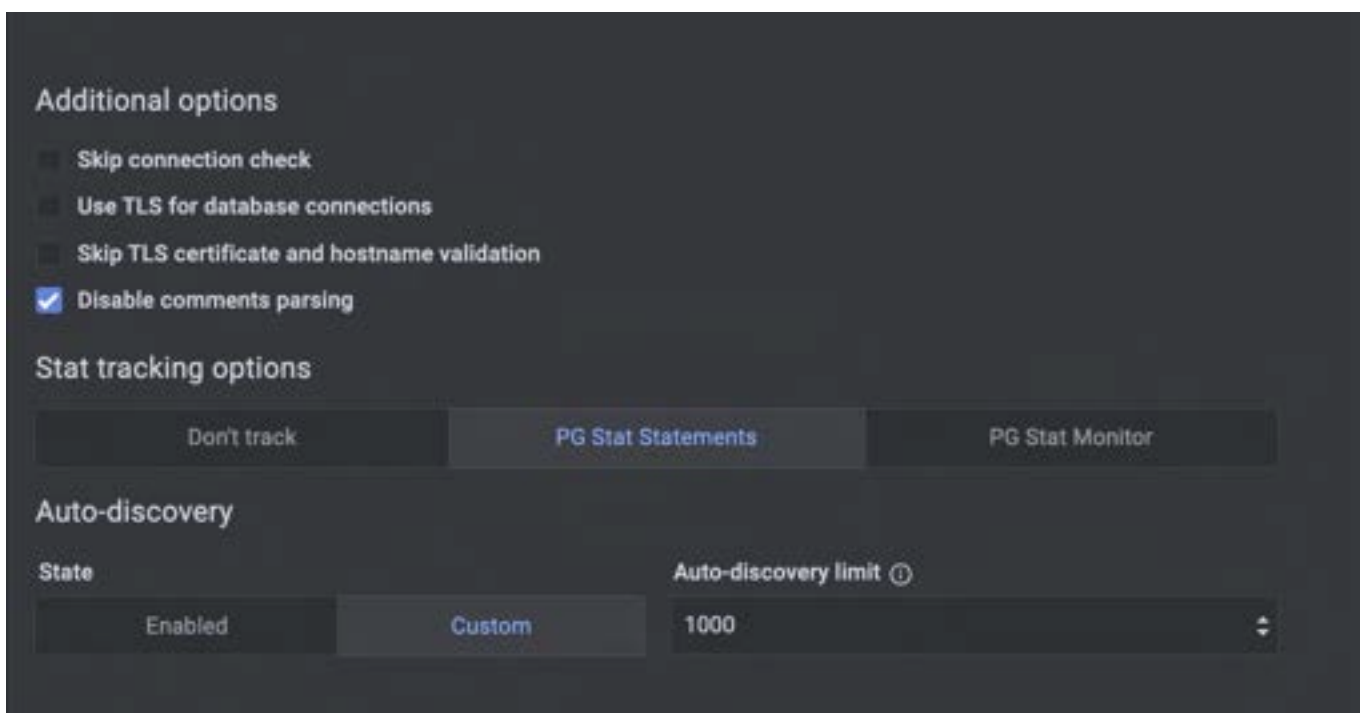 Additional options
Skip connection check
Use TLS for database connections
Skip TLS certificate and hostname validation
Disable comments parsing
Stat tracking options
Don't track PG Stat Statements PG Stat Monitor
Auto-discovery
State Auto-discovery limit
Enabled Custom 1000